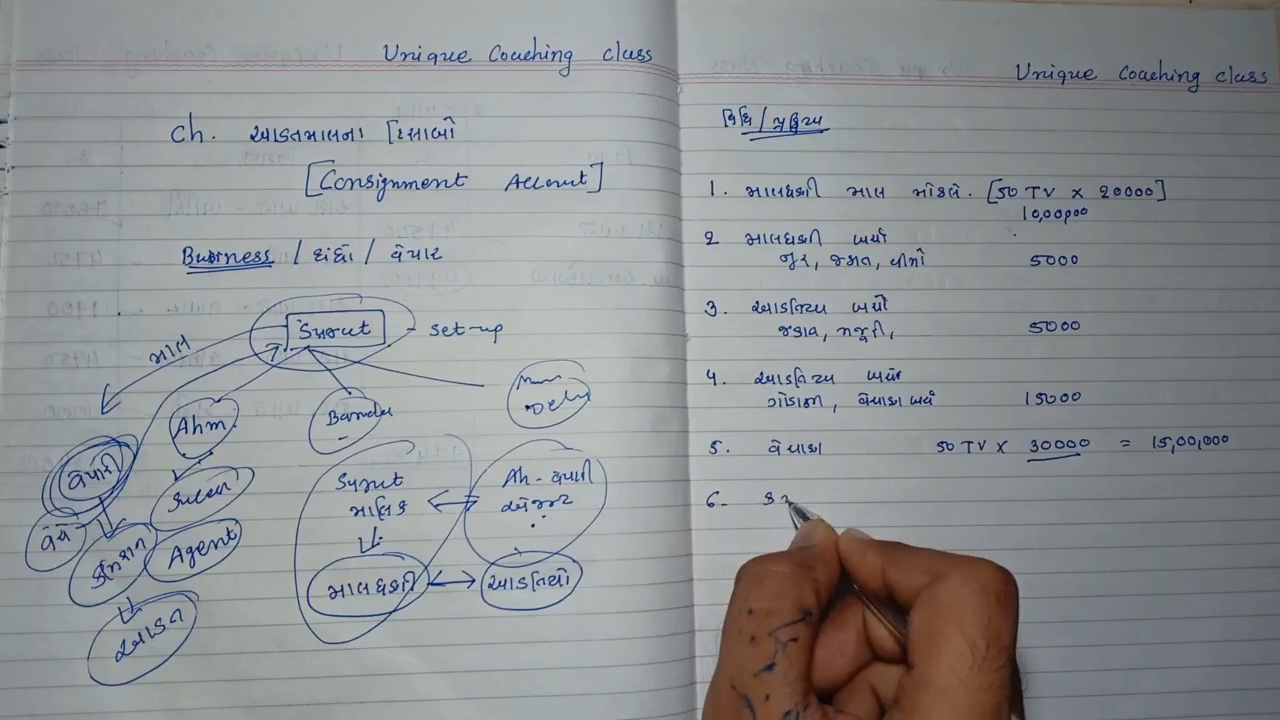 Unique Coaching class
ch. આડતમાલના હિસાબો
[Consignment Account]
Business / ધંધો / વેપાર
Surat - set-up
માલ
Ahm.
Delhi
વેપારી
વેચે
Agent
આડત
Surat
માલિક
Ah - વેપારી
એજન્ટ
માલધણી
આડતિયો
Unique Coaching class
વિધિ / પ્રક્રિયા
1. માલધણી માલ મોકલે. [50 TV x 20000]
10,00,000
2 માલધણી ખર્ચો
નુર, જકાત, વીમો 5000
3. આડતિયા ખર્ચો
જકાત, મજૂરી, 5000
4. આડતિયા ખર્ચો
ગોડાઉન, વેચાણ ખર્ચ 15000
5. વેચાણ 50 TV x 30000 = 15,00,000
6-